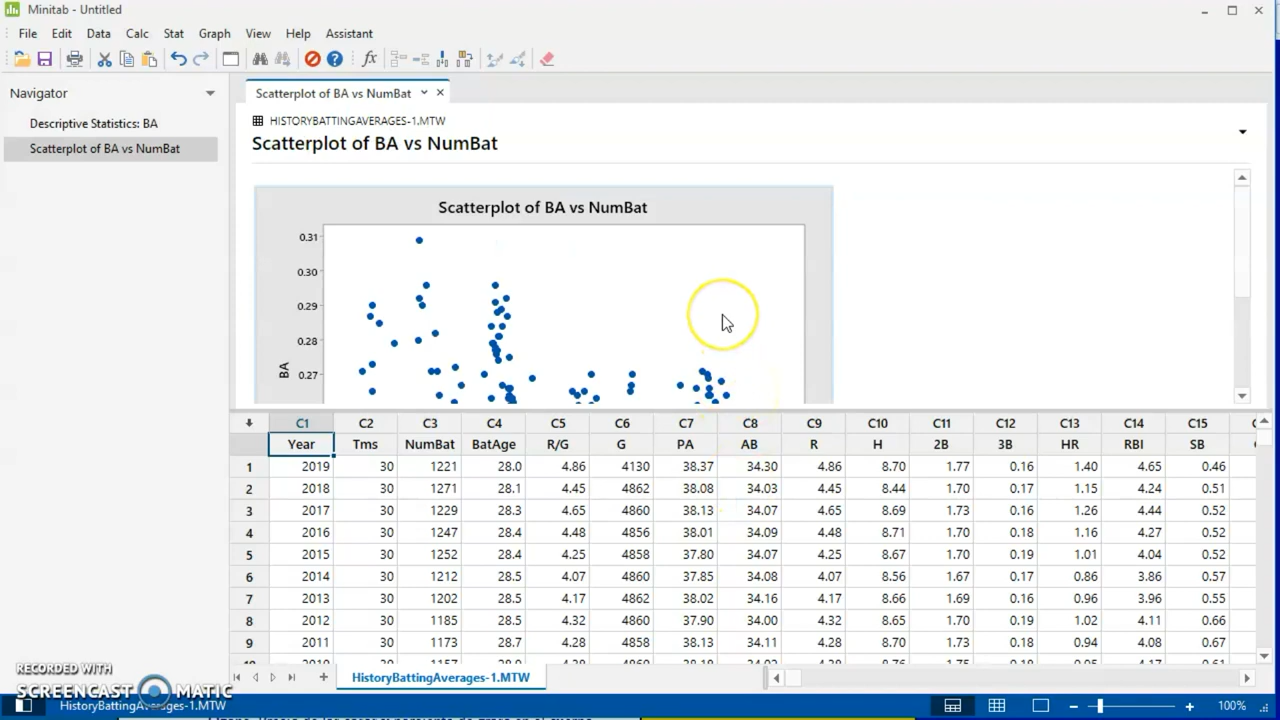 Minitab - Untitled
File Edit Data Calc Stat Graph View Help Assistant
Navigator
Descriptive Statistics: BA
Scatterplot of BA vs NumBat
Scatterplot of BA vs NumBat
HISTORYBATTINGAVERAGES-1.MTW
Scatterplot of BA vs NumBat
Scatterplot of BA vs NumBat
0.31
0.30
0.29
0.28
0.27
BA
C1 C2 C3 C4 C5 C6 C7 C8 C9 C10 C11 C12 C13 C14 C15
Year Tms NumBat BatAge R/G G PA AB R H 2B 3B HR RBI SB
1 2019 30 1221 28.0 4.86 4130 38.37 34.30 4.86 8.70 1.77 0.16 1.40 4.65 0.46
2 2018 30 1271 28.1 4.45 4862 38.08 34.03 4.45 8.44 1.70 0.17 1.15 4.24 0.51
3 2017 30 1229 28.3 4.65 4860 38.13 34.07 4.65 8.69 1.73 0.16 1.26 4.44 0.52
4 2016 30 1247 28.4 4.48 4856 38.01 34.09 4.48 8.71 1.70 0.18 1.16 4.27 0.52
5 2015 30 1252 28.4 4.25 4858 37.80 34.07 4.25 8.67 1.70 0.19 1.01 4.04 0.52
6 2014 30 1212 28.5 4.07 4860 37.85 34.08 4.07 8.56 1.67 0.17 0.86 3.86 0.57
7 2013 30 1202 28.5 4.17 4862 38.02 34.16 4.17 8.66 1.69 0.16 0.96 3.96 0.55
8 2012 30 1185 28.5 4.32 4860 37.90 34.00 4.32 8.65 1.70 0.19 1.02 4.11 0.66
9 2011 30 1173 28.7 4.28 4858 38.13 34.11 4.28 8.70 1.73 0.18 0.94 4.08 0.67
HistoryBattingAverages-1.MTW
RECORDED WITH
SCREENCAST MATIC
HistoryBattingAverages-1.MTW
100%